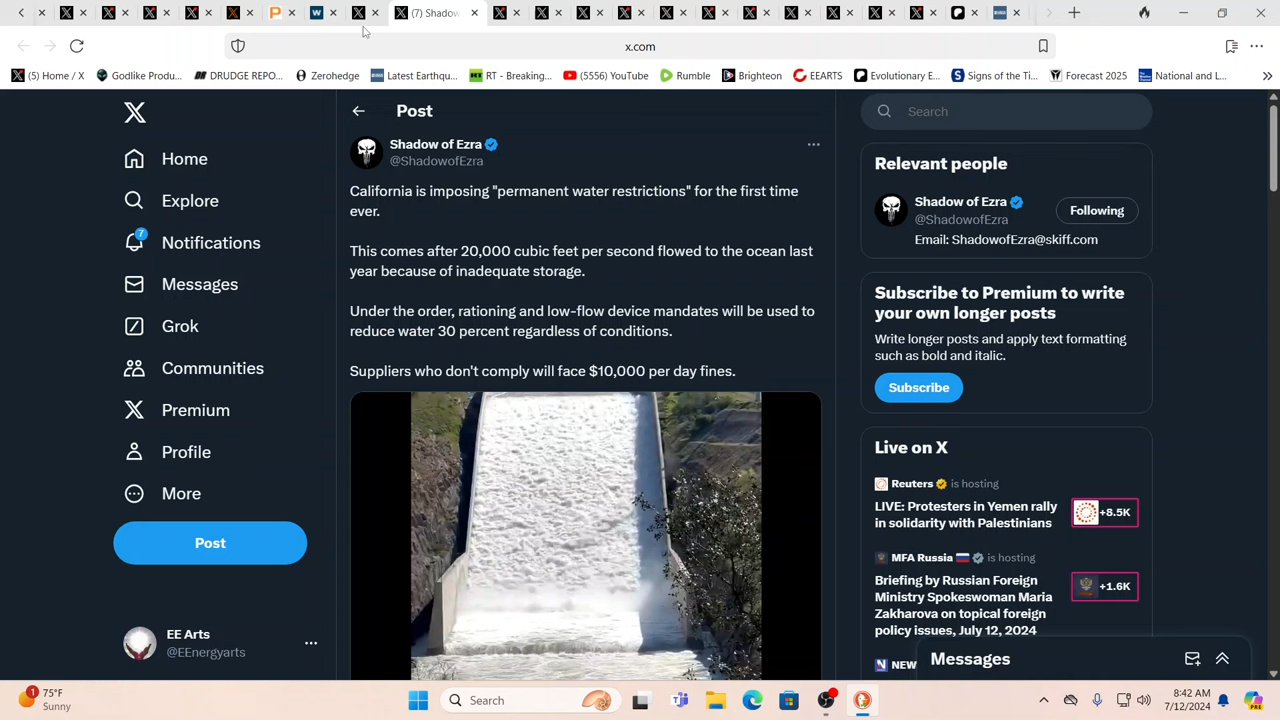 (7) Shadow
x.com
(5) Home / X
Godlike Produ...
DRUDGE REPO...
Zerohedge
Latest Earthqu...
RT - Breaking...
(5556) YouTube
Rumble
Brighteon
EEARTS
Evolutionary E...
Signs of the Ti...
Forecast 2025
National and L...
Post
Search
Home
Explore
7
Notifications
Messages
Grok
Communities
Premium
Profile
More
Post
EE Arts
@EEnergyarts
Shadow of Ezra
@ShadowofEzra
California is imposing "permanent water restrictions" for the first time
ever.
This comes after 20,000 cubic feet per second flowed to the ocean last
year because of inadequate storage.
Under the order, rationing and low-flow device mandates will be used to
reduce water 30 percent regardless of conditions.
Suppliers who don't comply will face $10,000 per day fines.
Relevant people
Shadow of Ezra
@ShadowofEzra
Following
Email: ShadowofEzra@skiff.com
Subscribe to Premium to write
your own longer posts
Write longer posts and apply text formatting
such as bold and italic.
Subscribe
Live on X
Reuters is hosting
LIVE: Protesters in Yemen rally
in solidarity with Palestinians
+8.5K
MFA Russia is hosting
Briefing by Russian Foreign
Ministry Spokeswoman Maria
Zakharova on topical foreign
policy issues, July 12, 2024
+1.6K
NEW
Messages
1
75°F
Sunny
Search
8:42 AM
7/12/2024